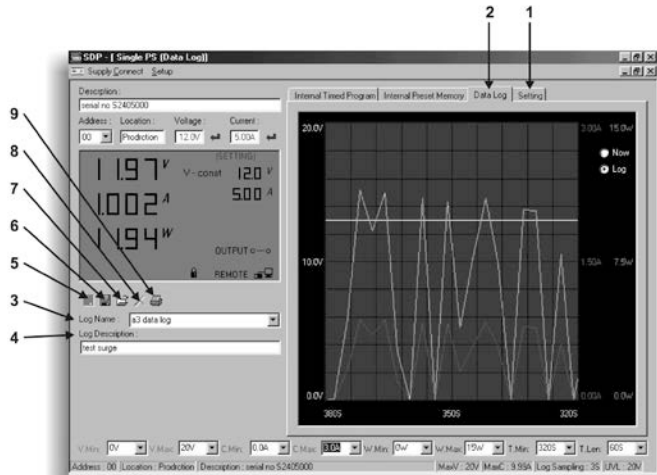 2
1
SDP - [ Single PS (Data Log)]
Supply Connect Setup
Description :
serial no S2405000
Address : Location : Voltage : Current :
00 Prodrction 12.0V 5.00A
11.97 V
(SETTING)
V - const 12.0 V
1.002 A
5.00 A
11.94 W
OUTPUT
REMOTE
9
8
7
6
5
3
Log Name : a3 data log
4
Log Description :
test surge
Internal Timed Program Internal Preset Memory Data Log Setting
20.0V 3.00A 15.0W
Now
Log
10.0V 1.50A 7.5W
0.0V 0.00A 0.0W
380S 350S 320S
V.Min: 0V V.Max: 20V C.Min: 0.0A C.Max: 3.0A W.Min: 0W W.Max: 15W T.Min: 320S T.Len: 60S
Address : 00 Location : Prodrction Description : serial no S2405000 MaxV : 20V MaxC : 9.99A Log Sampling : 3S UVL : 20V